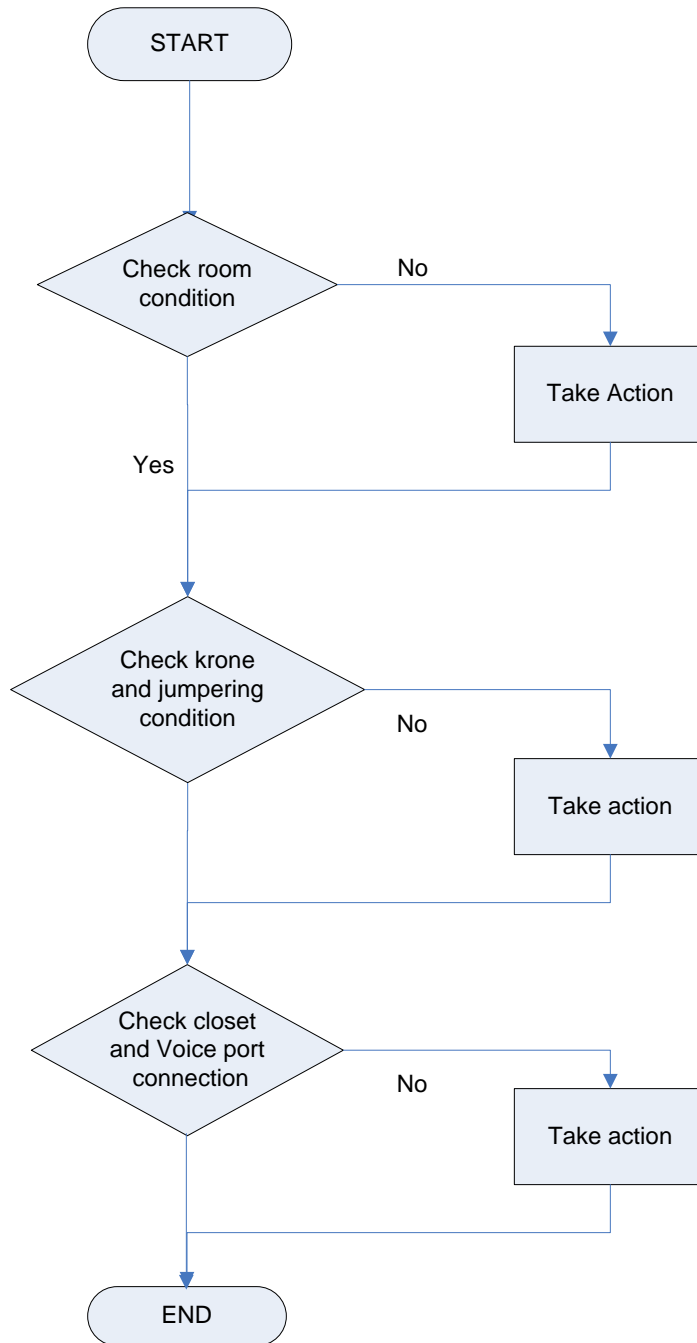 START
Check room
condition
No
Take Action
Yes
Check krone
and jumpering
condition
No
Take action
Check closet
and Voice port
connection
No
Take action
END